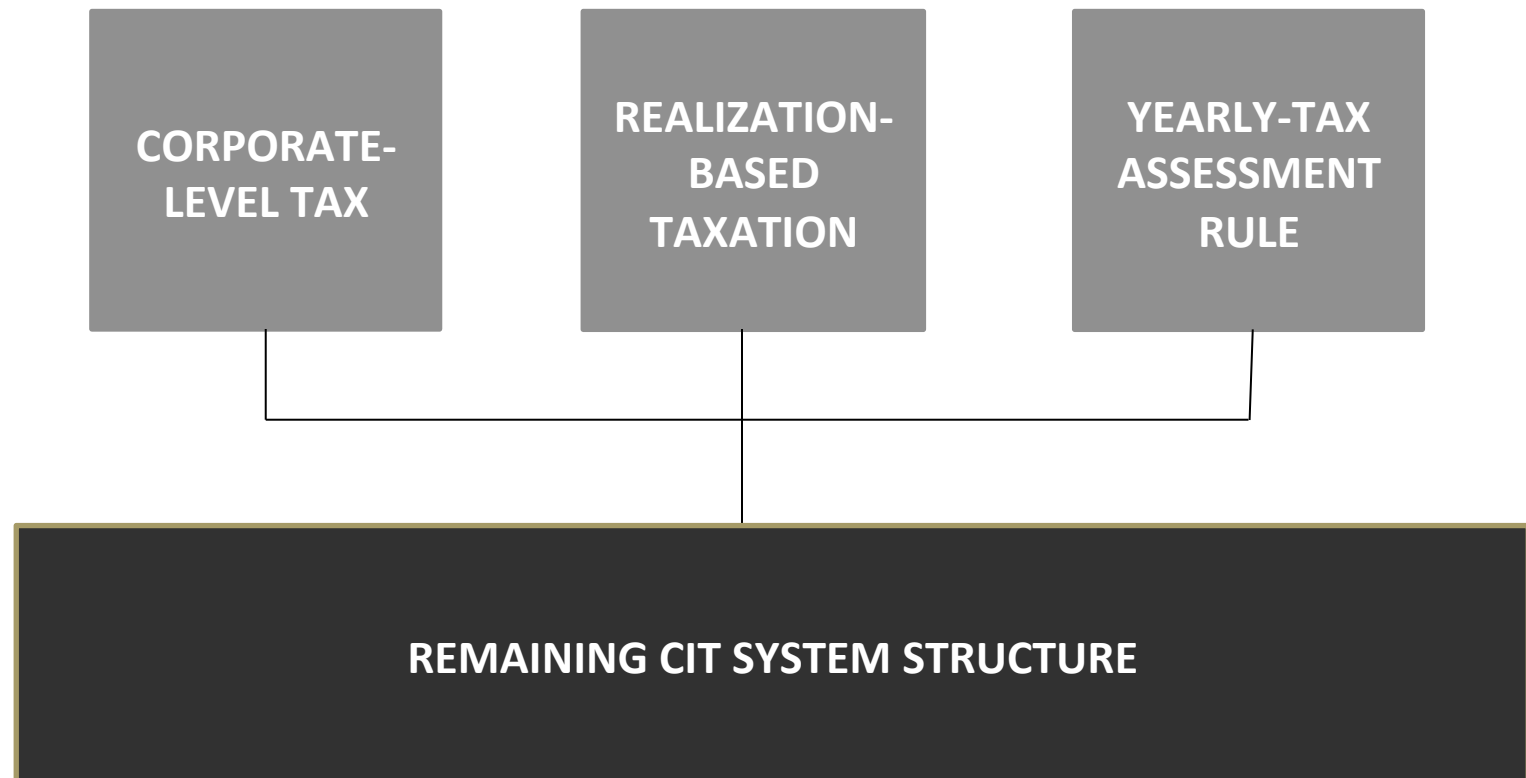 CORPORATE-
LEVEL TAX
REALIZATION-
BASED
TAXATION
YEARLY-TAX
ASSESSMENT
RULE
REMAINING CIT SYSTEM STRUCTURE